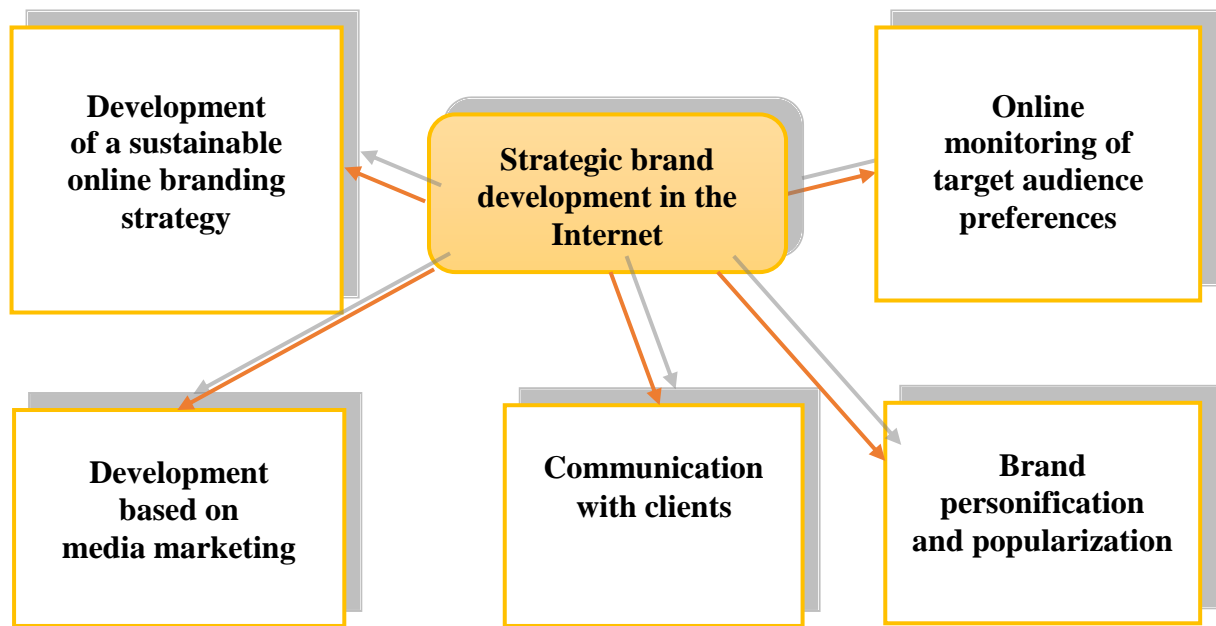 Development
of a sustainable
online branding
strategy
Strategic brand
development in the
Internet
Online
monitoring of
target audience
preferences
Development
based on
media marketing
Communication
with clients
Brand
personification
and popularization